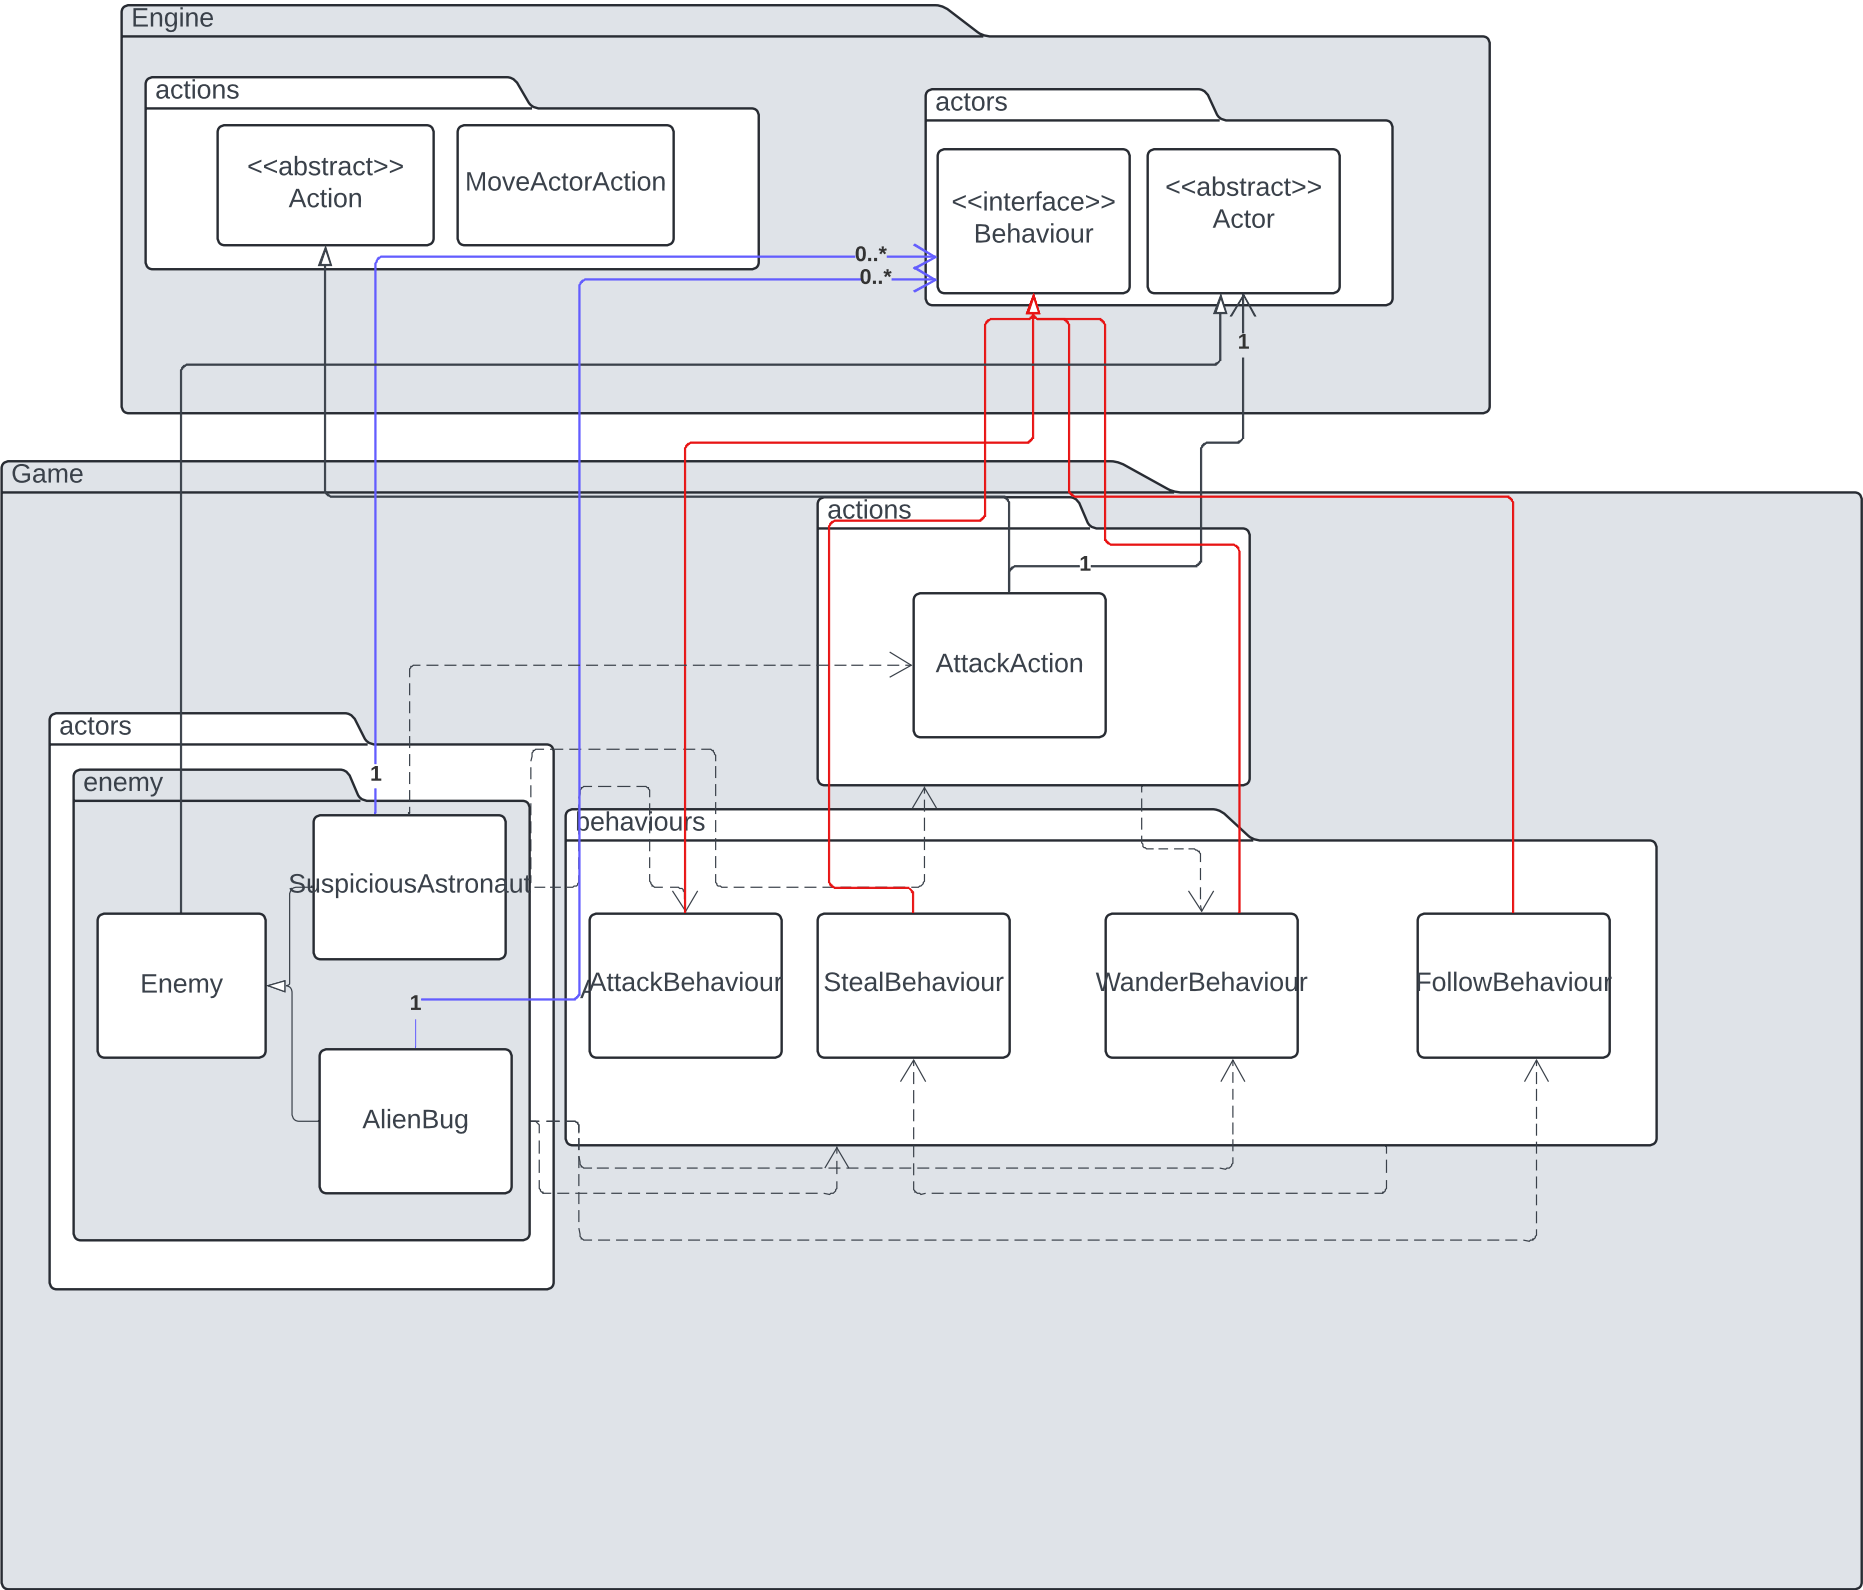 Engine
actions
actors
<<abstract>>
Action
MoveActorAction
<<interface>>
Behaviour
<<abstract>>
Actor
0..*
0..*
1
Game
actions
1
AttackAction
actors
1
enemy
behaviours
SuspiciousAstronaut
Enemy
AttackBehaviour
StealBehaviour
WanderBehaviour
FollowBehaviour
1
AlienBug